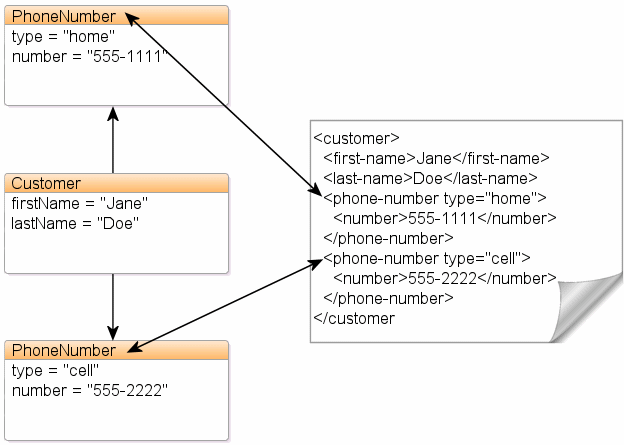 PhoneNumber
type = "home"
number = "555-1111"
Customer
firstName = "Jane"
lastName = "Doe"
PhoneNumber
type = "cell"
number = "555-2222"
<customer>
<first-name>Jane</first-name>
<last-name>Doe</last-name>
<phone-number type="home">
<number>555-1111</number>
</phone-number>
<phone-number type="cell">
<number>555-2222</number>
</phone-number>
</customer